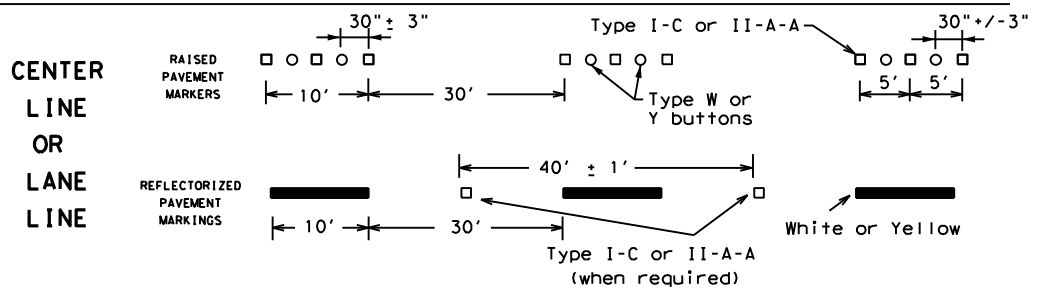 CENTER
LINE
OR
LANE
LINE
RAISED
PAVEMENT
MARKERS
30" ± 3"
Type I-C or II-A-A
30"+/-3"
10'
30'
Type W or
Y buttons
5'
5'
REFLECTORIZED
PAVEMENT
MARKINGS
40' ± 1'
10'
30'
Type I-C or II-A-A
(when required)
White or Yellow